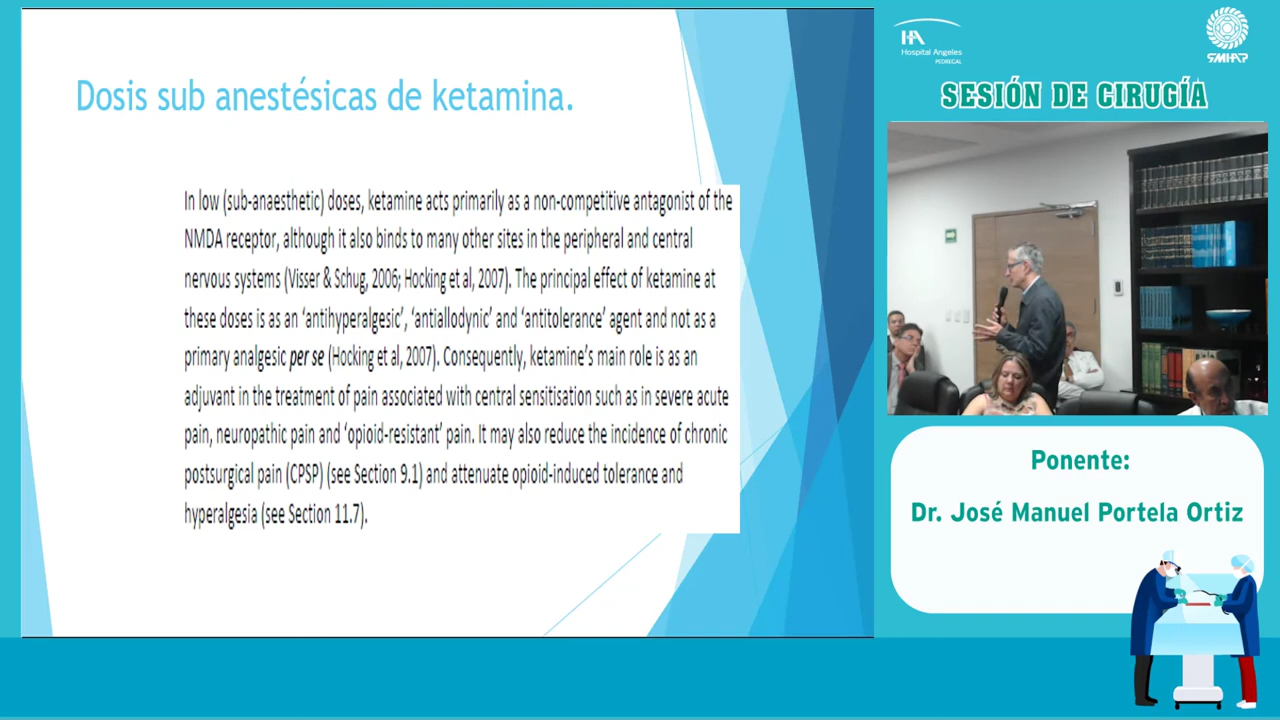 Dosis sub anestésicas de ketamina.
In low (sub-anaesthetic) doses, ketamine acts primarily as a non-competitive antagonist of the
NMDA receptor, although it also binds to many other sites in the peripheral and central
nervous systems (Visser & Schug, 2006; Hocking et al, 2007). The principal effect of ketamine at
these doses is as an ‘antihyperalgesic’, ‘antiallodynic’ and ‘antitolerance’ agent and not as a
primary analgesic per se (Hocking et al, 2007). Consequently, ketamine’s main role is as an
adjuvant in the treatment of pain associated with central sensitisation such as in severe acute
pain, neuropathic pain and ‘opioid-resistant’ pain. It may also reduce the incidence of chronic
postsurgical pain (CPSP) (see Section 9.1) and attenuate opioid-induced tolerance and
hyperalgesia (see Section 11.7).
HA
Hospital Angeles
PEDREGAL
SMHAP
SESIÓN DE CIRUGÍA
Ponente:
Dr. José Manuel Portela Ortiz